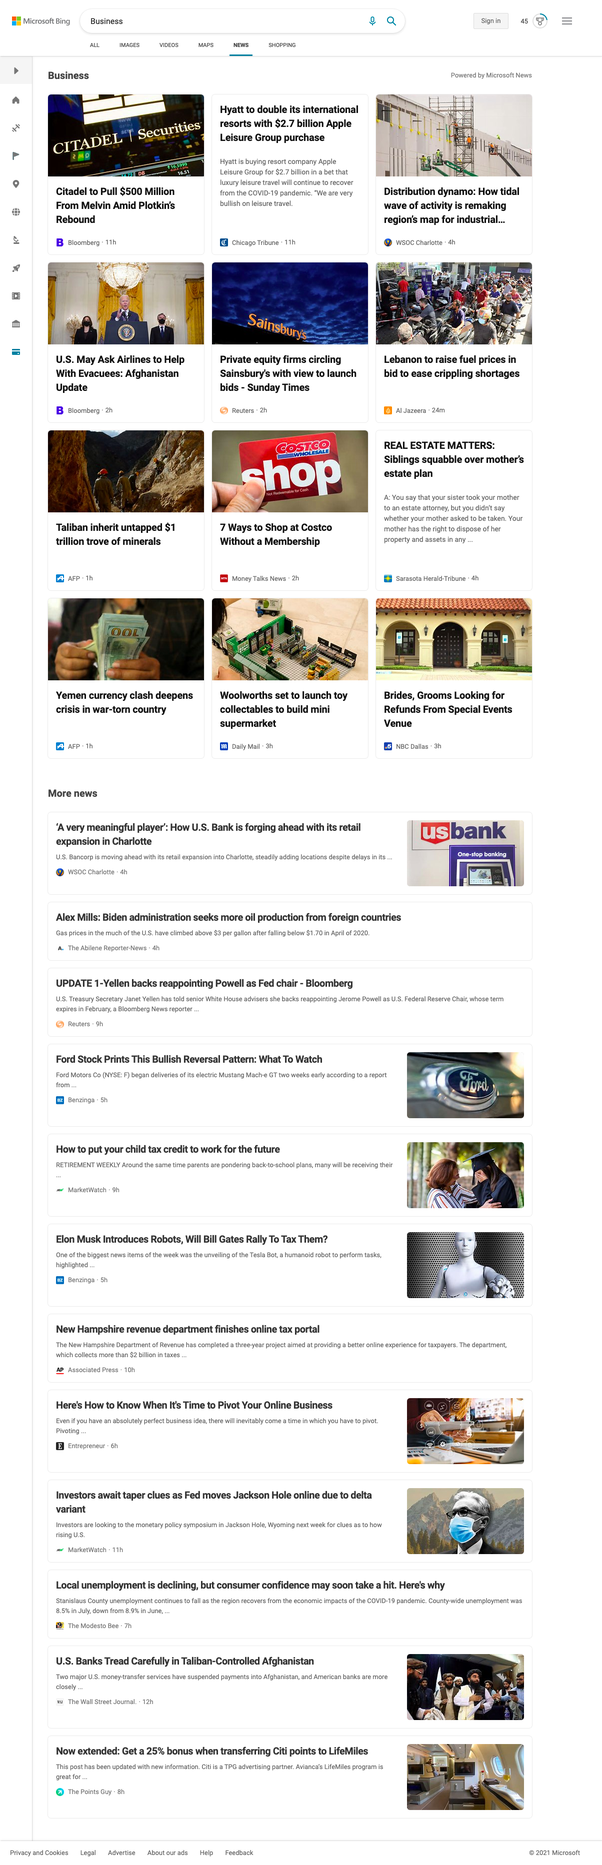 Microsoft Bing
Business
Sign in
45
ALL
IMAGES
VIDEOS
MAPS
NEWS
SHOPPING
Business
Powered by Microsoft News
CITADEL | Securities
Citadel to Pull $500 Million
From Melvin Amid Plotkin's
Rebound
Bloomberg · 11h
Hyatt to double its international
resorts with $2.7 billion Apple
Leisure Group purchase
Hyatt is buying resort company Apple
Leisure Group for $2.7 billion in a bet that
luxury leisure travel will continue to recover
from the COVID-19 pandemic. "We are very
bullish on leisure travel.
Chicago Tribune · 11h
Distribution dynamo: How tidal
wave of activity is remaking
region's map for industrial...
WSOC Charlotte · 4h
U.S. May Ask Airlines to Help
With Evacuees: Afghanistan
Update
Bloomberg · 2h
Sainsbury's
Private equity firms circling
Sainsbury's with view to launch
bids - Sunday Times
Reuters · 2h
Lebanon to raise fuel prices in
bid to ease crippling shortages
Al Jazeera · 24m
Taliban inherit untapped $1
trillion trove of minerals
AFP · 1h
COSTCO
WHOLESALE
shop
Not Redeemable for Cash
7 Ways to Shop at Costco
Without a Membership
Money Talks News · 2h
REAL ESTATE MATTERS:
Siblings squabble over mother's
estate plan
A: You say that your sister took your mother
to an estate attorney, but you didn't say
whether your mother asked to be taken. Your
mother has the right to dispose of her
property and assets in any ...
Sarasota Herald-Tribune · 4h
100
Yemen currency clash deepens
crisis in war-torn country
AFP · 1h
Woolworths set to launch toy
collectables to build mini
supermarket
Daily Mail · 3h
Brides, Grooms Looking for
Refunds From Special Events
Venue
NBC Dallas · 3h
More news
'A very meaningful player': How U.S. Bank is forging ahead with its retail
expansion in Charlotte
U.S. Bancorp is moving ahead with its retail expansion into Charlotte, steadily adding locations despite delays in its ...
WSOC Charlotte · 4h
usbank
One-stop banking
Alex Mills: Biden administration seeks more oil production from foreign countries
Gas prices in the much of the U.S. have climbed above $3 per gallon after falling below $1.70 in April of 2020.
The Abilene Reporter-News · 4h
UPDATE 1-Yellen backs reappointing Powell as Fed chair - Bloomberg
U.S. Treasury Secretary Janet Yellen has told senior White House advisers she backs reappointing Jerome Powell as U.S. Federal Reserve Chair, whose term
expires in February, a Bloomberg News reporter ...
Reuters · 9h
Ford Stock Prints This Bullish Reversal Pattern: What To Watch
Ford Motors Co (NYSE: F) began deliveries of its electric Mustang Mach-e GT two weeks early according to a report
from ...
Benzinga · 5h
Ford
How to put your child tax credit to work for the future
RETIREMENT WEEKLY Around the same time parents are pondering back-to-school plans, many will be receiving their
...
MarketWatch · 9h
Elon Musk Introduces Robots, Will Bill Gates Rally To Tax Them?
One of the biggest news items of the week was the unveiling of the Tesla Bot, a humanoid robot to perform tasks,
highlighted ...
Benzinga · 5h
New Hampshire revenue department finishes online tax portal
The New Hampshire Department of Revenue has completed a three-year project aimed at providing a better online experience for taxpayers. The department,
which collects more than $2 billion in taxes ...
AP Associated Press · 10h
Here's How to Know When It's Time to Pivot Your Online Business
Even if you have an absolutely perfect business idea, there will inevitably come a time in which you have to pivot.
Pivoting ...
Entrepreneur · 6h
Investors await taper clues as Fed moves Jackson Hole online due to delta
variant
Investors are looking to the monetary policy symposium in Jackson Hole, Wyoming next week for clues as to how
rising U.S.
MarketWatch · 11h
Local unemployment is declining, but consumer confidence may soon take a hit. Here's why
Stanislaus County unemployment continues to fall as the region recovers from the economic impacts of the COVID-19 pandemic. County-wide unemployment was
8.5% in July, down from 8.9% in June, ...
The Modesto Bee · 7h
U.S. Banks Tread Carefully in Taliban-Controlled Afghanistan
Two major U.S. money-transfer services have suspended payments into Afghanistan, and American banks are more
closely ...
WSJ The Wall Street Journal. · 12h
Now extended: Get a 25% bonus when transferring Citi points to LifeMiles
This post has been updated with new information. Citi is a TPG advertising partner. Avianca's LifeMiles program is
great for ...
The Points Guy · 8h
Privacy and Cookies
Legal
Advertise
About our ads
Help
Feedback
© 2021 Microsoft